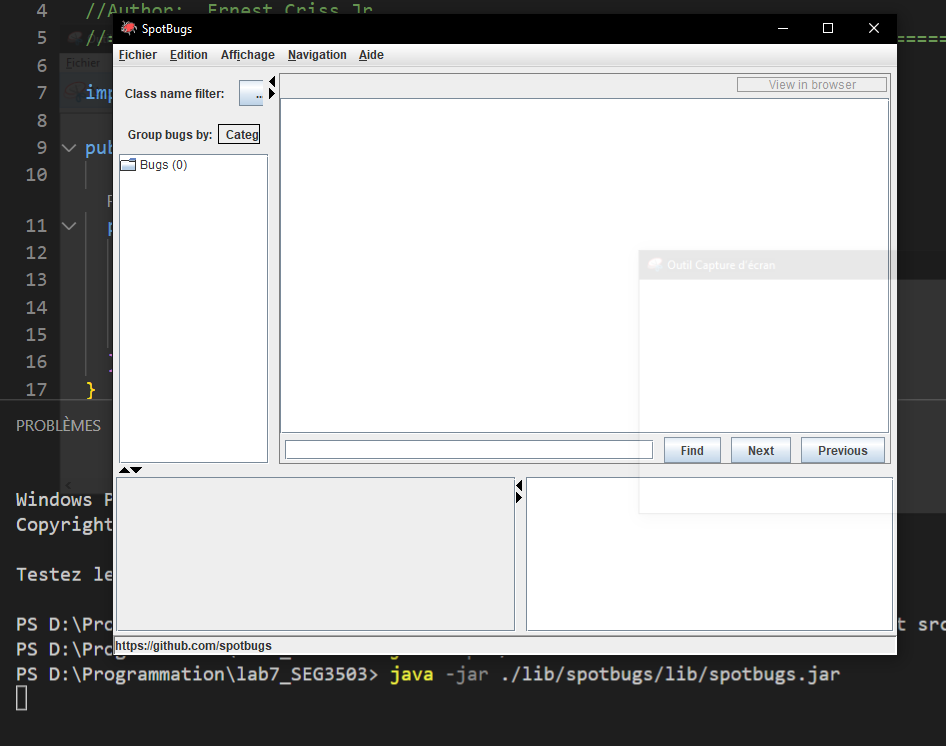 4 //Author: Ernest Criss Jr
5 //=
6
7 imp
8
9 pub
10
11 p
12
13
14
15
16
17 }
SpotBugs
Fichier Edition Affichage Navigation Aide
Class name filter: ..
View in browser
Group bugs by: Categ
Bugs (0)
Outil Capture d'écran
Fichier
Find Next Previous
https://github.com/spotbugs
PROBLÈMES
Windows P
Copyright
Testez le
PS D:\Pro t src
PS D:\Prog
PS D:\Programmation\lab7_SEG3503> java -jar ./lib/spotbugs/lib/spotbugs.jar